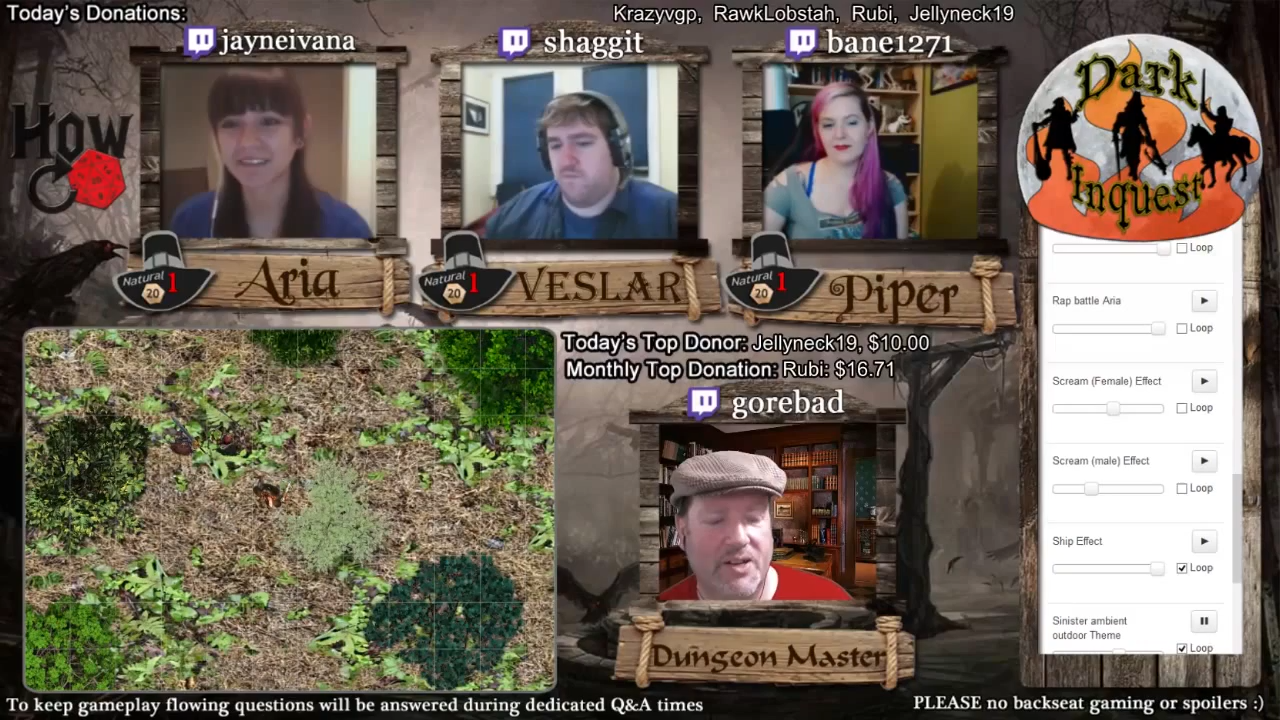 Today's Donations:
Krazyvgp, RawkLobstah, Rubi, Jellyneck19
jayneivana
shaggit
bane1271
HOW
Dark
Inquest
Natural 1
20
Aria
Natural 1
20
VESLAR
Natural 1
20
Piper
Loop
Rap battle Aria
Loop
Scream (Female) Effect
Loop
Scream (male) Effect
Loop
Ship Effect
Loop
Sinister ambient
outdoor Theme
Loop
Today's Top Donor: Jellyneck19, $10.00
Monthly Top Donation: Rubi: $16.71
gorebad
Dungeon Master
To keep gameplay flowing questions will be answered during dedicated Q&A times
PLEASE no backseat gaming or spoilers :)